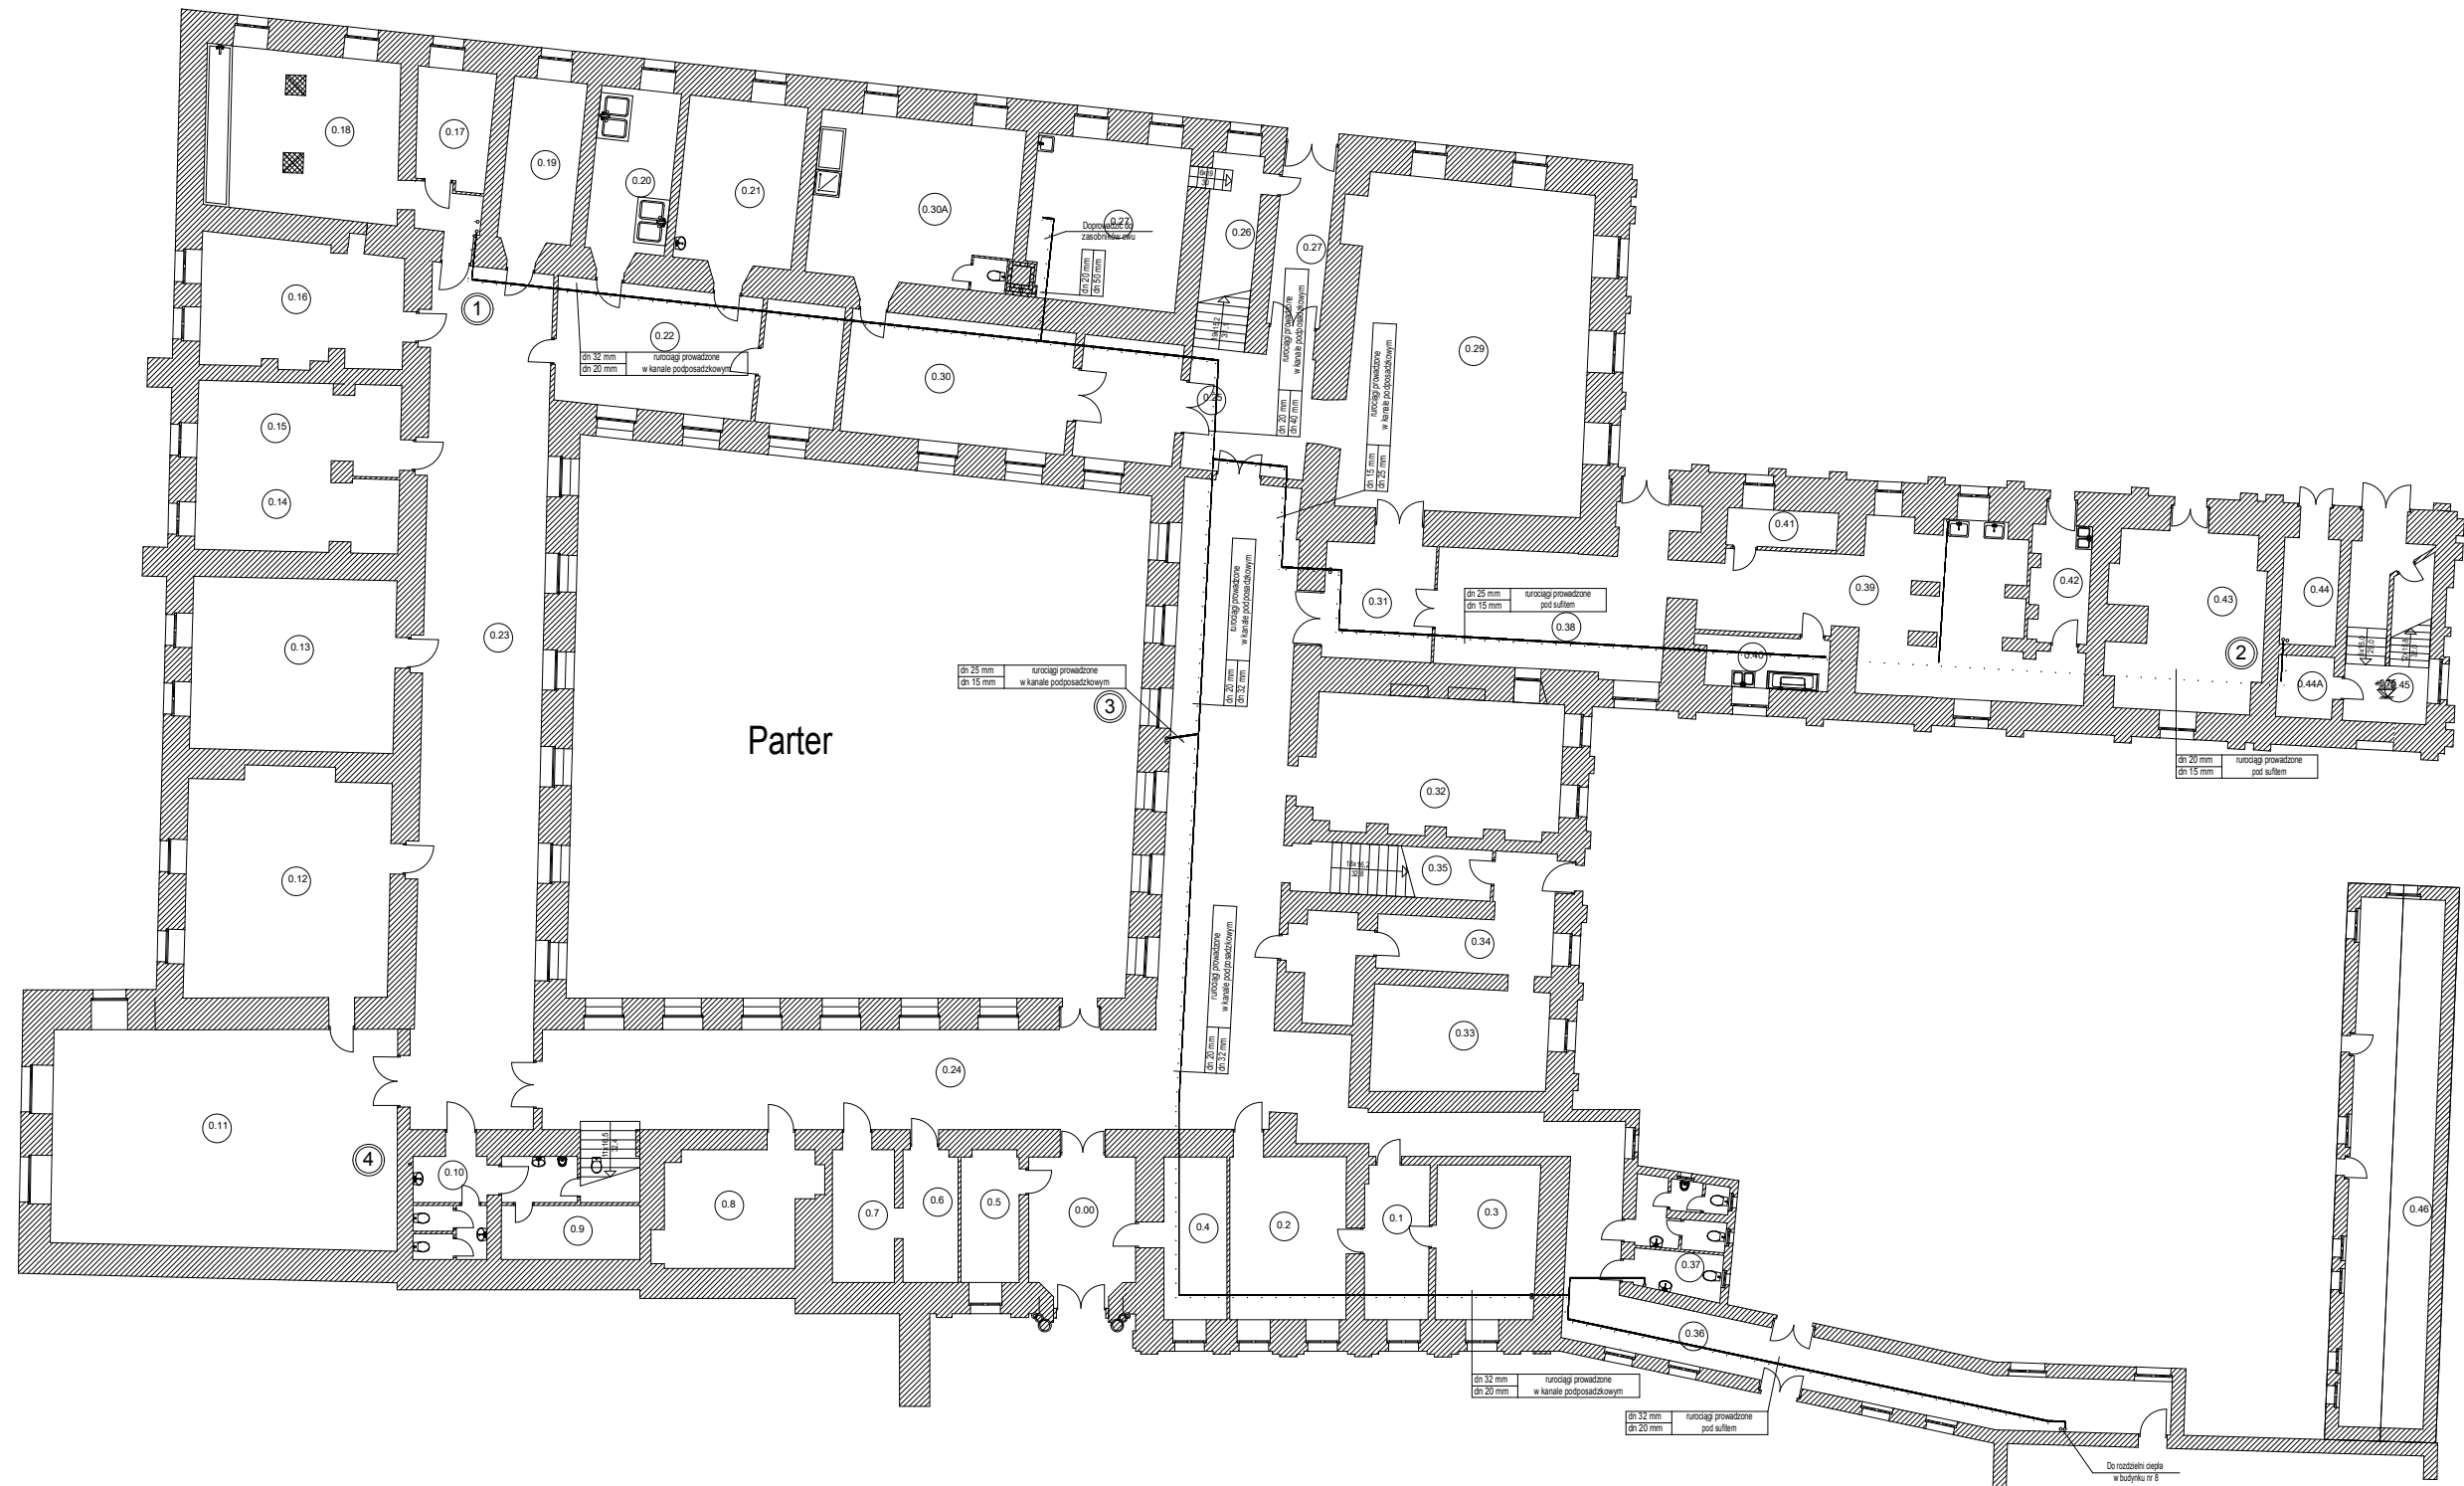 0.18
0.17
0.19
0.20
0.21
0.30A
0.27
Doprowadzić do
zasobników cwu
dn 20 mm
dn 50 mm
0.26
0.27
0.16
1
0.22
dn 32 mm rurociągi prowadzone
dn 20 mm w kanale podposadzkowym
0.30
0.25
rurociągi prowadzone
w kanale podposadzkowym
dn 20 mm
dn 40 mm
rurociągi prowadzone
w kanale podposadzkowym
dn 15 mm
dn 25 mm
0.29
0.15
0.14
0.13
0.23
0.41
0.39
0.42
0.43
0.44
0.31
dn 25 mm rurociągi prowadzone
dn 15 mm pod sufitem
0.38
0.40
2
0.44A
0.45
rurociągi prowadzone
w kanale podposadzkowym
dn 20 mm
dn 32 mm
dn 25 mm rurociągi prowadzone
dn 15 mm w kanale podposadzkowym
3
Parter
dn 20 mm rurociągi prowadzone
dn 15 mm pod sufitem
0.32
0.35
0.12
0.34
rurociągi prowadzone
w kanale podposadzkowym
dn 20 mm
dn 32 mm
0.33
0.24
0.11
4
0.10
11x16,5
32,4
0.9
0.8
0.7
0.6
0.5
0.00
0.4
0.2
0.1
0.3
0.37
0.46
0.36
dn 32 mm rurociągi prowadzone
dn 20 mm w kanale podposadzkowym
dn 32 mm rurociągi prowadzone
dn 20 mm pod sufitem
Do rozdzielni ciepła
w budynku nr 8